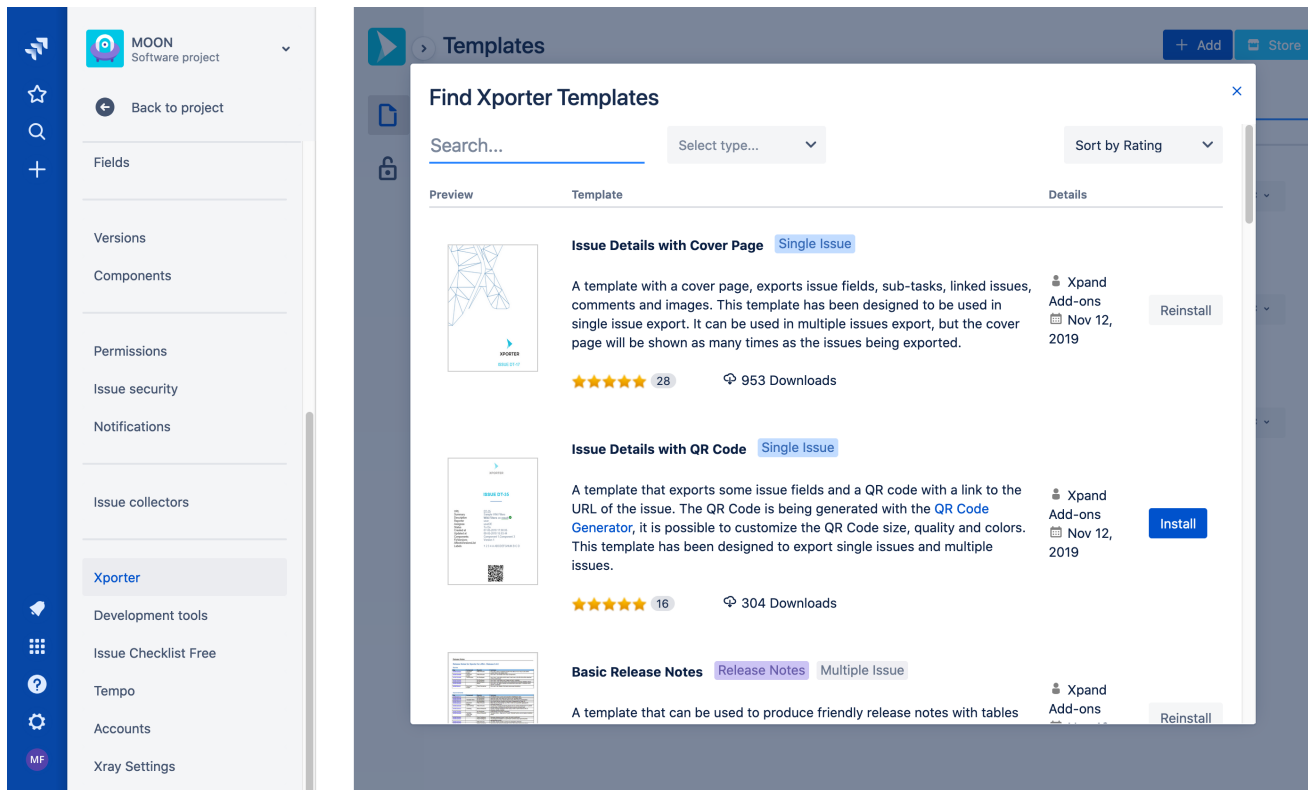 MOON
Software project
Back to project
Fields
Versions
Components
Permissions
Issue security
Notifications
Issue collectors
Xporter
Development tools
Issue Checklist Free
Tempo
Accounts
Xray Settings
MF
Templates
+ Add
Store
Find Xporter Templates
Search...
Select type...
Sort by Rating
Preview
Template
Details
XPORTER
ISSUE DT-17
Issue Details with Cover Page
Single Issue
A template with a cover page, exports issue fields, sub-tasks, linked issues,
comments and images. This template has been designed to be used in
single issue export. It can be used in multiple issues export, but the cover
page will be shown as many times as the issues being exported.
28
953 Downloads
Xpand
Add-ons
Nov 12,
2019
Reinstall
XPORTER
ISSUE DT-25
Issue Details with QR Code
Single Issue
A template that exports some issue fields and a QR code with a link to the
URL of the issue. The QR Code is being generated with the QR Code
Generator, it is possible to customize the QR Code size, quality and colors.
This template has been designed to export single issues and multiple
issues.
16
304 Downloads
Xpand
Add-ons
Nov 12,
2019
Install
Basic Release Notes
Release Notes
Multiple Issue
A template that can be used to produce friendly release notes with tables
Xpand
Add-ons
Reinstall